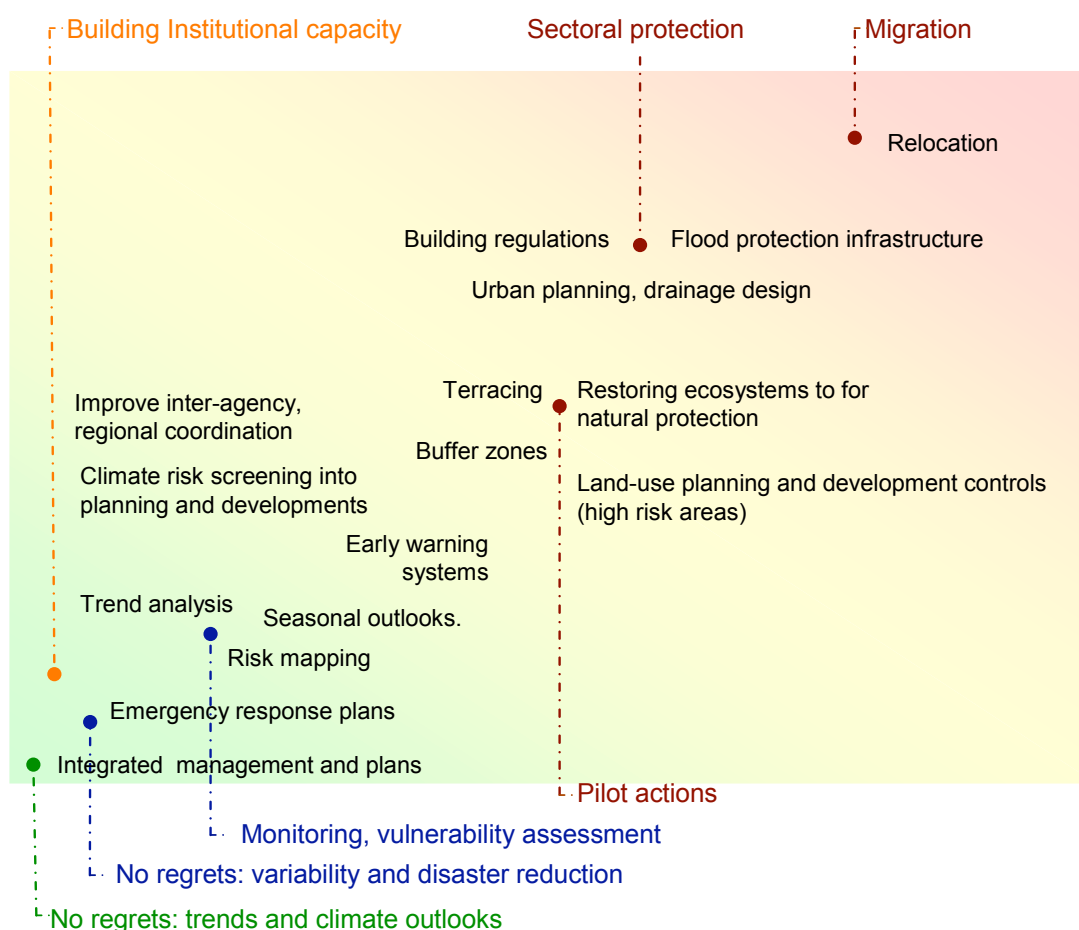 Building Institutional capacity
Sectoral protection
Migration
Relocation
Building regulations
Flood protection infrastructure
Urban planning, drainage design
Terracing
Restoring ecosystems to for
natural protection
Improve inter-agency,
regional coordination
Buffer zones
Climate risk screening into
planning and developments
Land-use planning and development controls
(high risk areas)
Early warning
systems
Trend analysis
Seasonal outlooks.
Risk mapping
Emergency response plans
Integrated management and plans
Pilot actions
Monitoring, vulnerability assessment
No regrets: variability and disaster reduction
No regrets: trends and climate outlooks